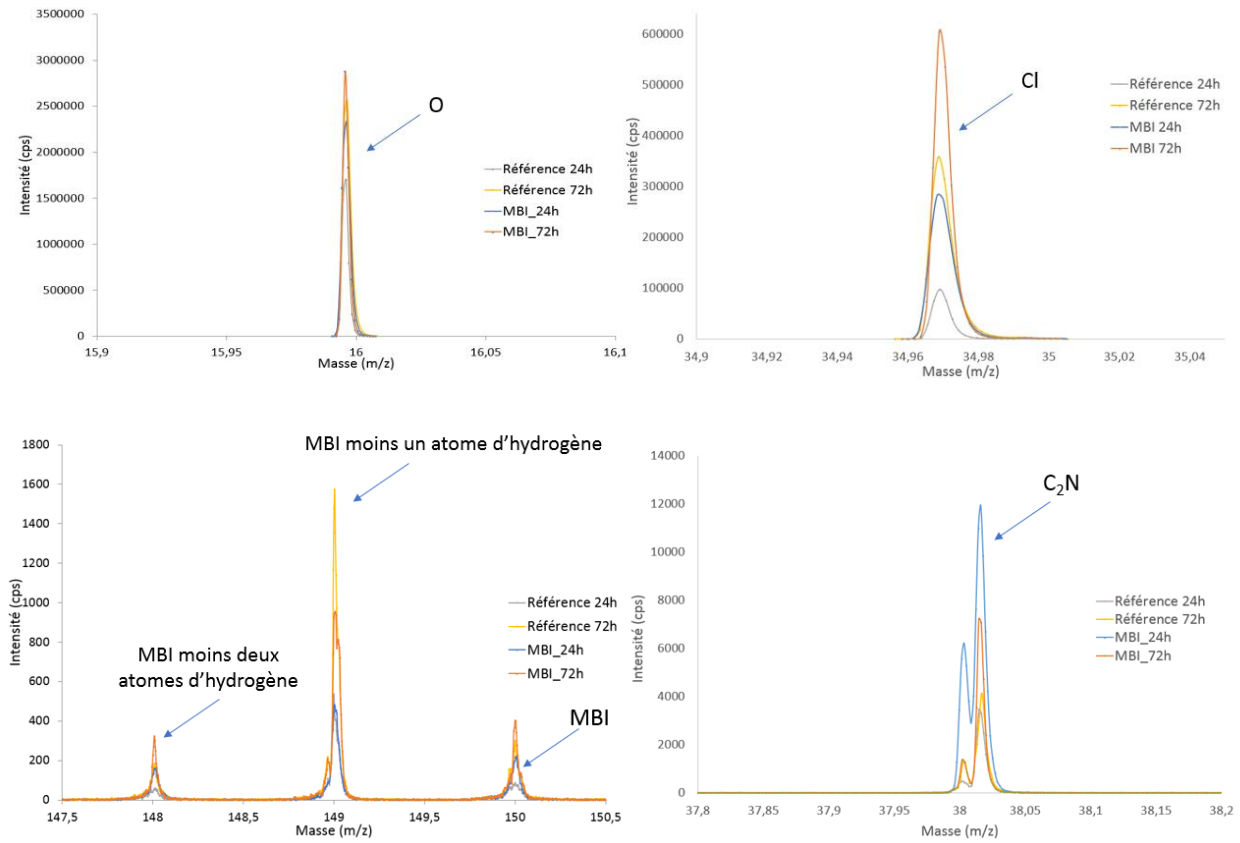 3500000
3000000
2500000
2000000
1500000
1000000
500000
0
Intensité (cps)
15,9
15,95
16
16,05
16,1
Masse (m/z)
O
Référence 24h
Référence 72h
MBI_24h
MBI_72h
600000
500000
400000
300000
200000
100000
0
Intensité (cps)
34,9
34,92
34,94
34,96
34,98
35
35,02
35,04
Masse (m/z)
Cl
Référence 24h
Référence 72h
MBI 24h
MBI 72h
1800
1600
1400
1200
1000
800
600
400
200
0
Intensité (cps)
147,5
148
148,5
149
149,5
150
150,5
Masse (m/z)
MBI moins un atome d’hydrogène
MBI moins deux
atomes d’hydrogène
MBI
Référence 24h
Référence 72h
MBI_24h
MBI_72h
14000
12000
10000
8000
6000
4000
2000
0
Intensité (cps)
37,8
37,85
37,9
37,95
38
38,05
38,1
38,15
38,2
Masse (m/z)
C₂N
Référence 24h
Référence 72h
MBI_24h
MBI_72h